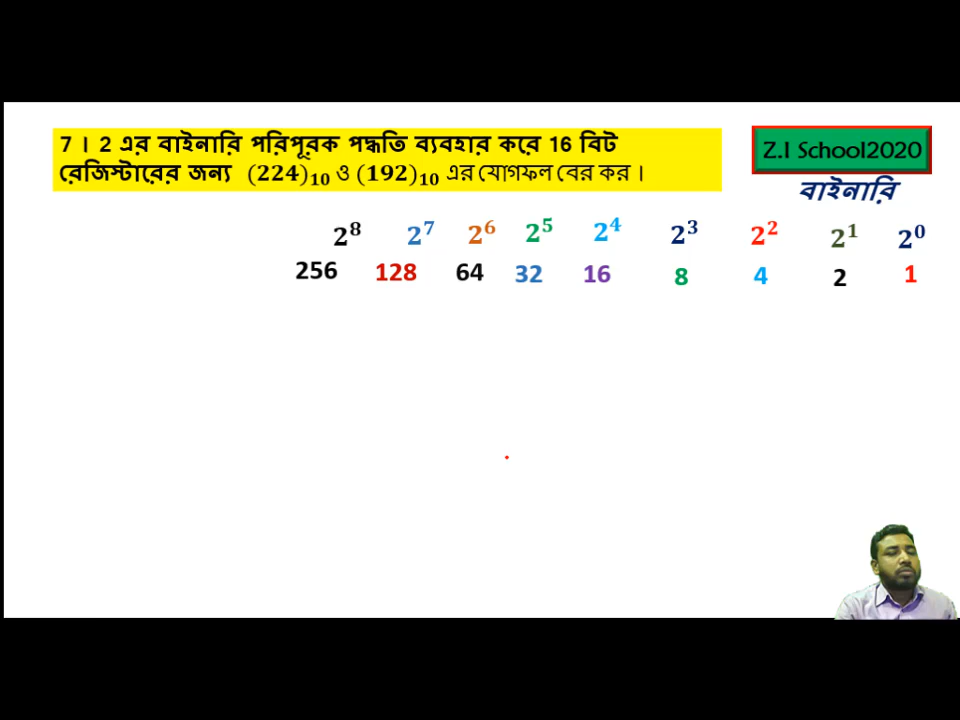 7 । 2 এর বাইনারি পরিপূরক পদ্ধতি ব্যবহার করে 16 বিট
রেজিস্টারের জন্য (224)₁₀ ও (192)₁₀ এর যোগফল বের কর ।
Z.I School2020
বাইনারি
2⁸ 2⁷ 2⁶ 2⁵ 2⁴ 2³ 2² 2¹ 2⁰
256 128 64 32 16 8 4 2 1